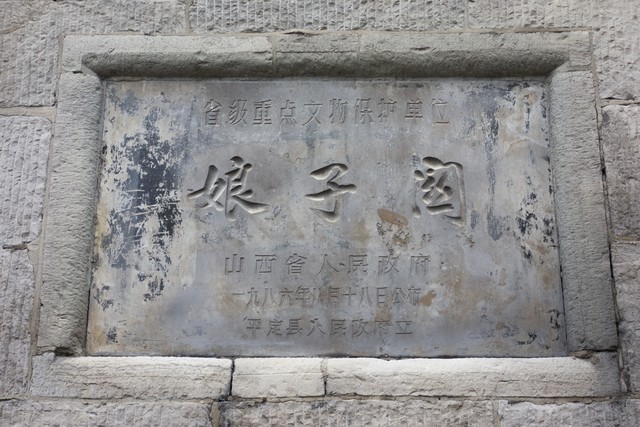 省级重点文物保护单位
娘子関
山西省人民政府
一九八六年八月十八日公布
平定县人民政府立